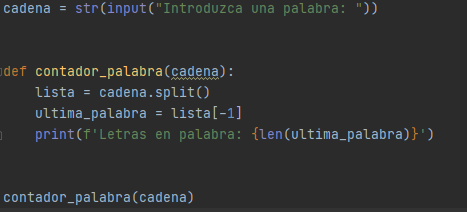 cadena = str(input("Introduzca una palabra: "))
def contador_palabra(cadena):
lista = cadena.split()
ultima_palabra = lista[-1]
print(f'Letras en palabra: {len(ultima_palabra)}')
contador_palabra(cadena)